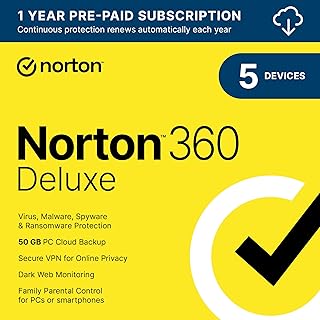 1 YEAR PRE-PAID SUBSCRIPTION
Continuous protection renews automatically each year
norton™
5 DEVICES
Norton™ 360
Deluxe
Virus, Malware, Spyware
& Ransomware Protection
50 GB PC Cloud Backup
Secure VPN for Online Privacy
Dark Web Monitoring
Family Parental Control
for PCs or smartphones